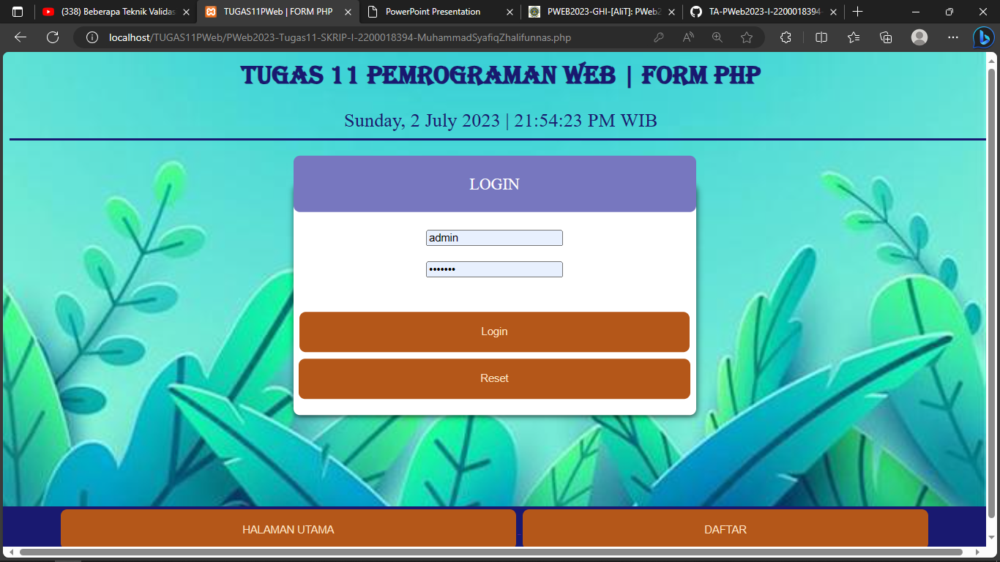 (338) Beberapa Teknik Validas
TUGAS11PWeb | FORM PHP
PowerPoint Presentation
PWEB2023-GHI-[AliT]: PWeb2
TA-PWeb2023-I-2200018394-
localhost/TUGAS11PWeb/PWeb2023-Tugas11-SKRIP-I-2200018394-MuhammadSyafiqZhalifunnas.php
TUGAS 11 PEMROGRAMAN WEB | FORM PHP
Sunday, 2 July 2023 | 21:54:23 PM WIB
LOGIN
admin
•••••••
Login
Reset
HALAMAN UTAMA
DAFTAR